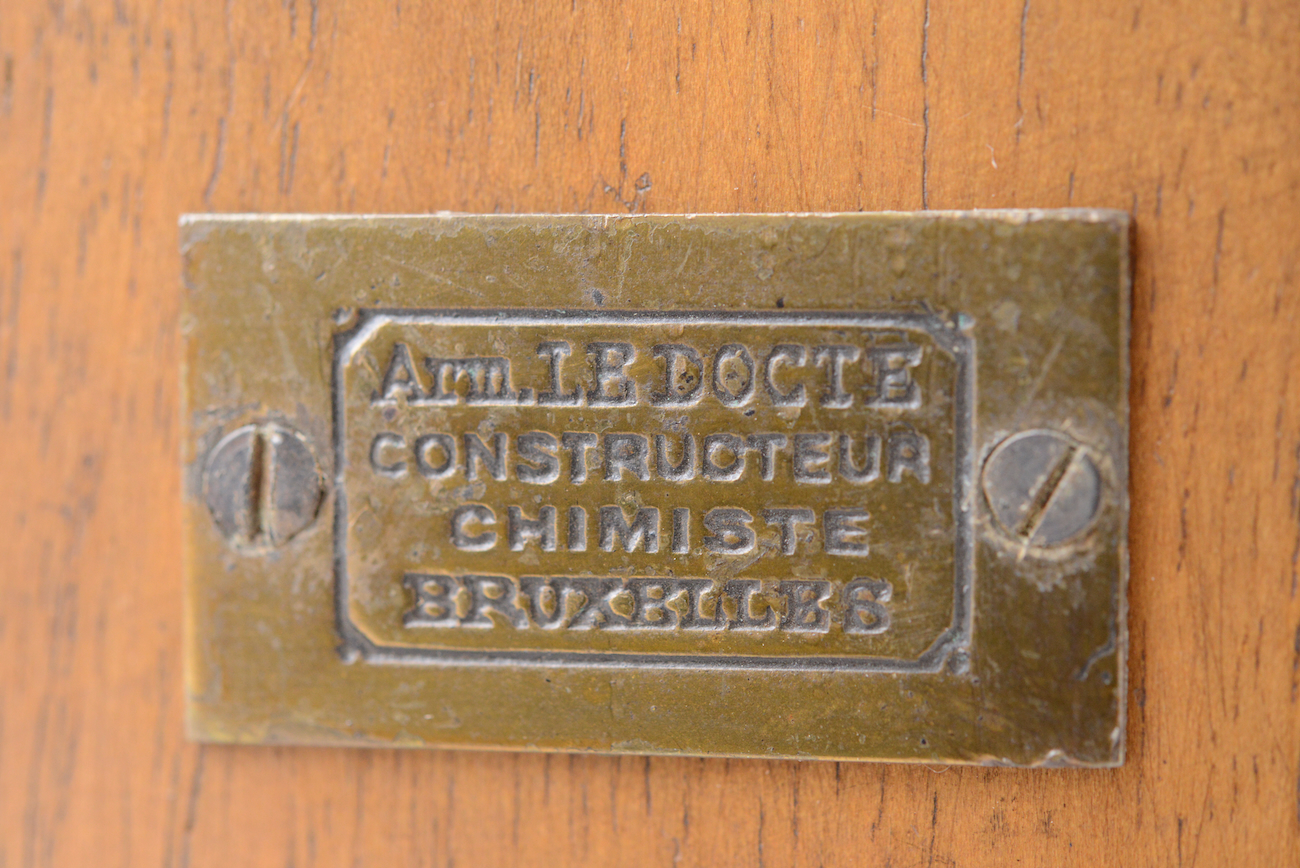 Arm. LE DOCTE
CONSTRUCTEUR
CHIMISTE
BRUXELLES